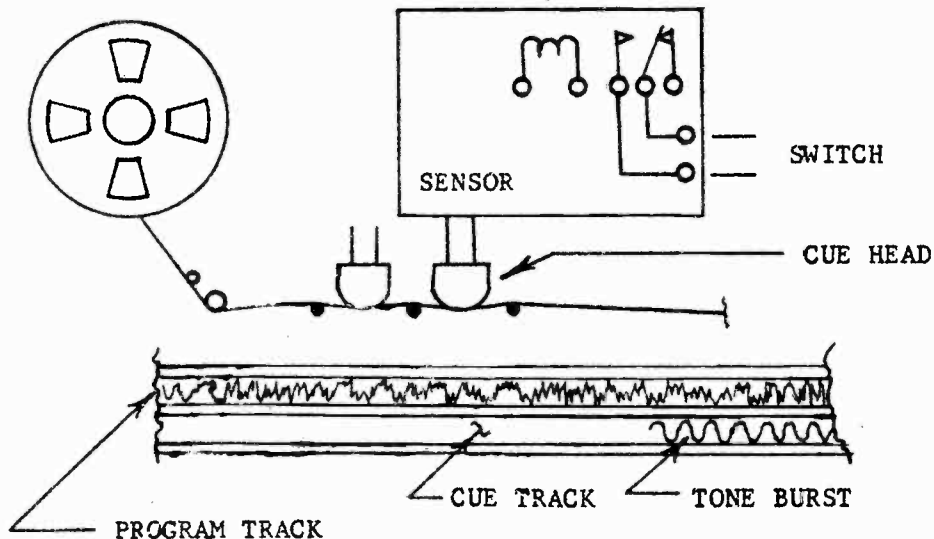 SENSOR
SWITCH
CUE HEAD
CUE TRACK
TONE BURST
PROGRAM TRACK